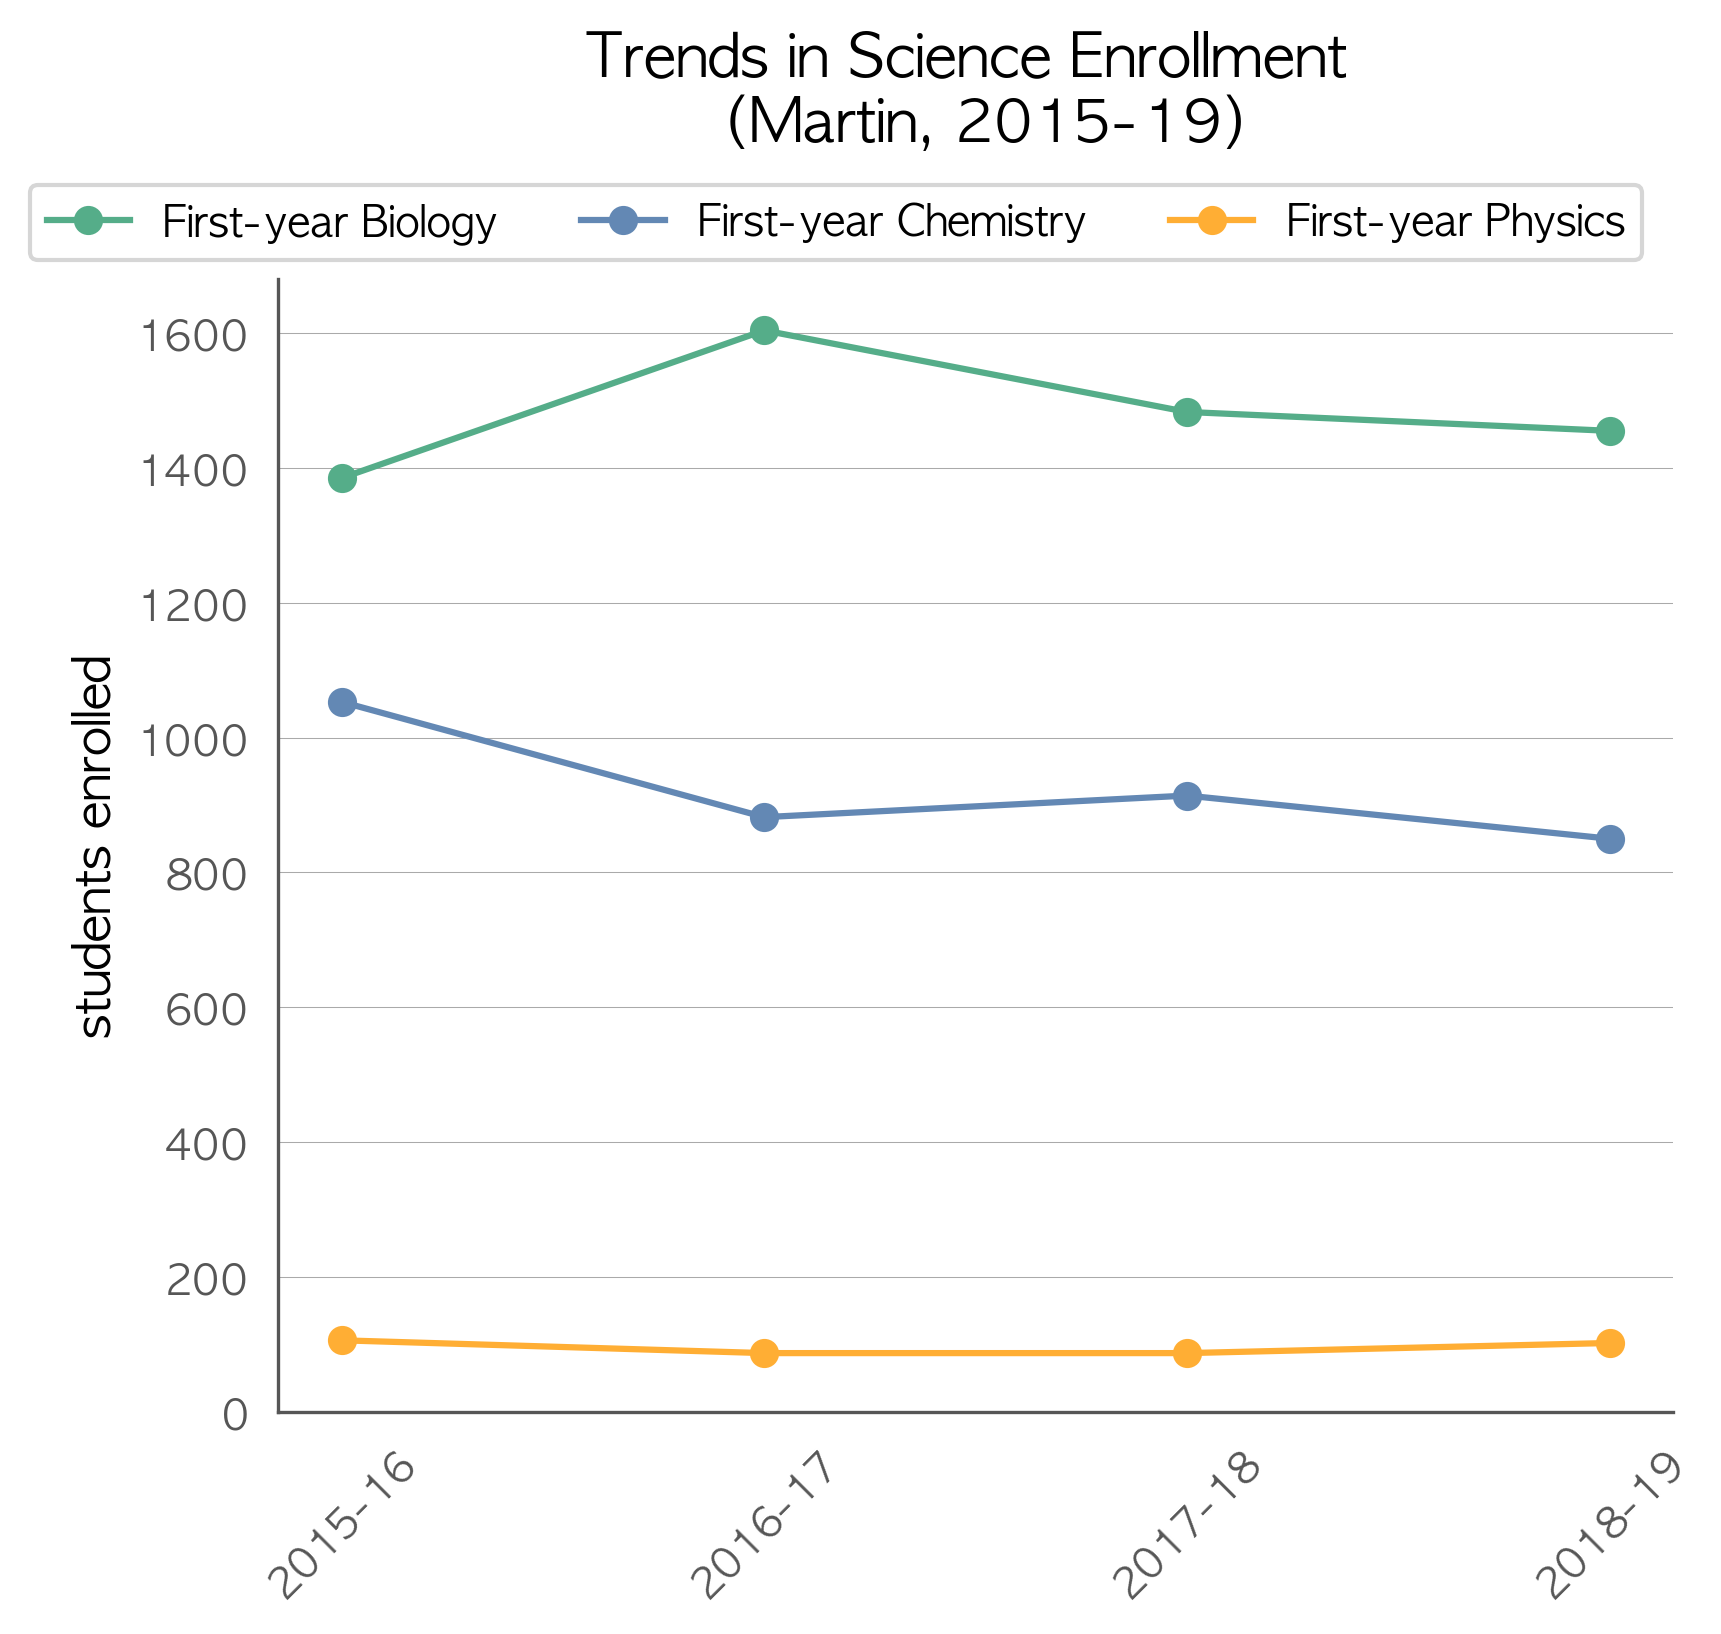 Trends in Science Enrollment
(Martin, 2015-19)
First-year Biology
First-year Chemistry
First-year Physics
1600
1400
1200
1000
800
600
400
200
0
students enrolled
2015-16
2016-17
2017-18
2018-19